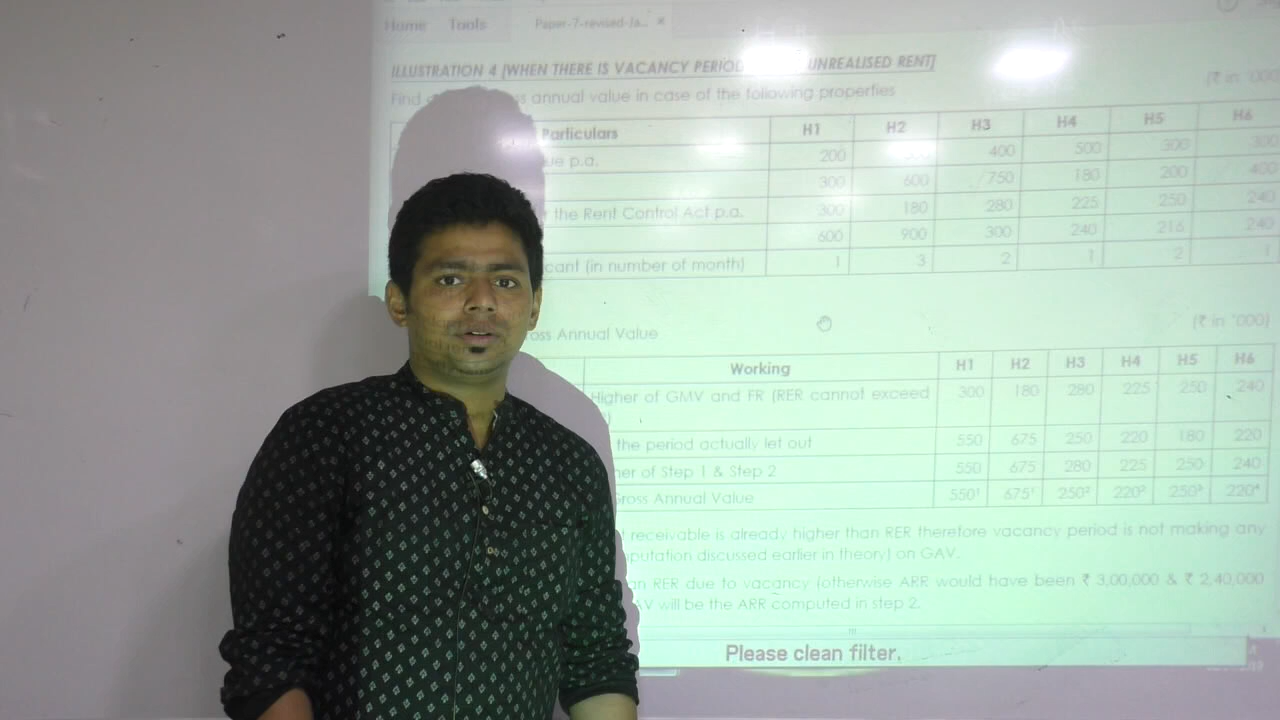 Home Tools Paper-7-revised-Ja... ×
ILLUSTRATION 4 [WHEN THERE IS VACANCY PERIOD UNREALISED RENT]
(₹ in '000)
Find annual value in case of the following properties
Particulars H1 H2 H3 H4 H5 H6
p.a. 200 400 500 300 300
300 600 750 180 200 400
the Rent Control Act p.a. 300 180 280 225 250 240
600 900 300 240 216 240
(in number of month) 1 3 2 1 2 1
Annual Value (₹ in '000)
Working H1 H2 H3 H4 H5 H6
Higher of GMV and FR (RER cannot exceed 300 180 280 225 250 240
the period actually let out 550 675 250 220 180 220
of Step 1 & Step 2 550 675 280 225 250 240
Gross Annual Value 550¹ 675¹ 250² 220² 250³ 220⁴
receivable is already higher than RER therefore vacancy period is not making any
discussed earlier in theory) on GAV.
RER due to vacancy (otherwise ARR would have been ₹ 3,00,000 & ₹ 2,40,000
will be the ARR computed in step 2.
Please clean filter.